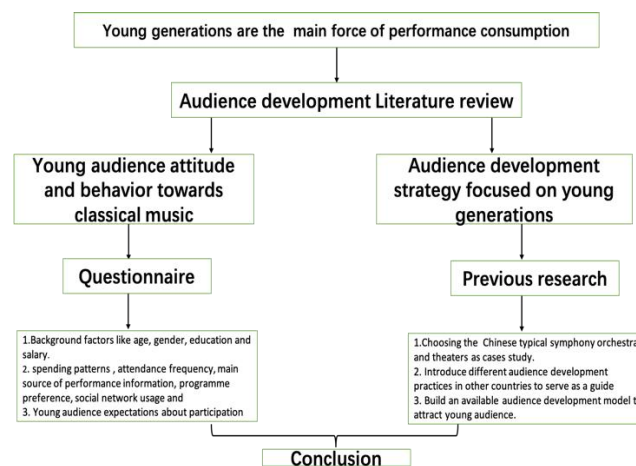 Young generations are the main force of performance consumption
Audience development Literature review
Young audience attitude
and behavior towards
classical music
Audience development
strategy focused on young
generations
Questionnaire
Previous research
1.Background factors like age, gender, education and
salary.
2. spending patterns , attendance frequency, main
source of performance information, programme
preference, social network usage and
3. Young audience expectations about participation
1.Choosing the Chinese typical symphony orchestra
and theaters as cases study.
2. Introduce different audience development
practices in other countries to serve as a guide
3. Build an available audience development model t
attract young audience.
Conclusion